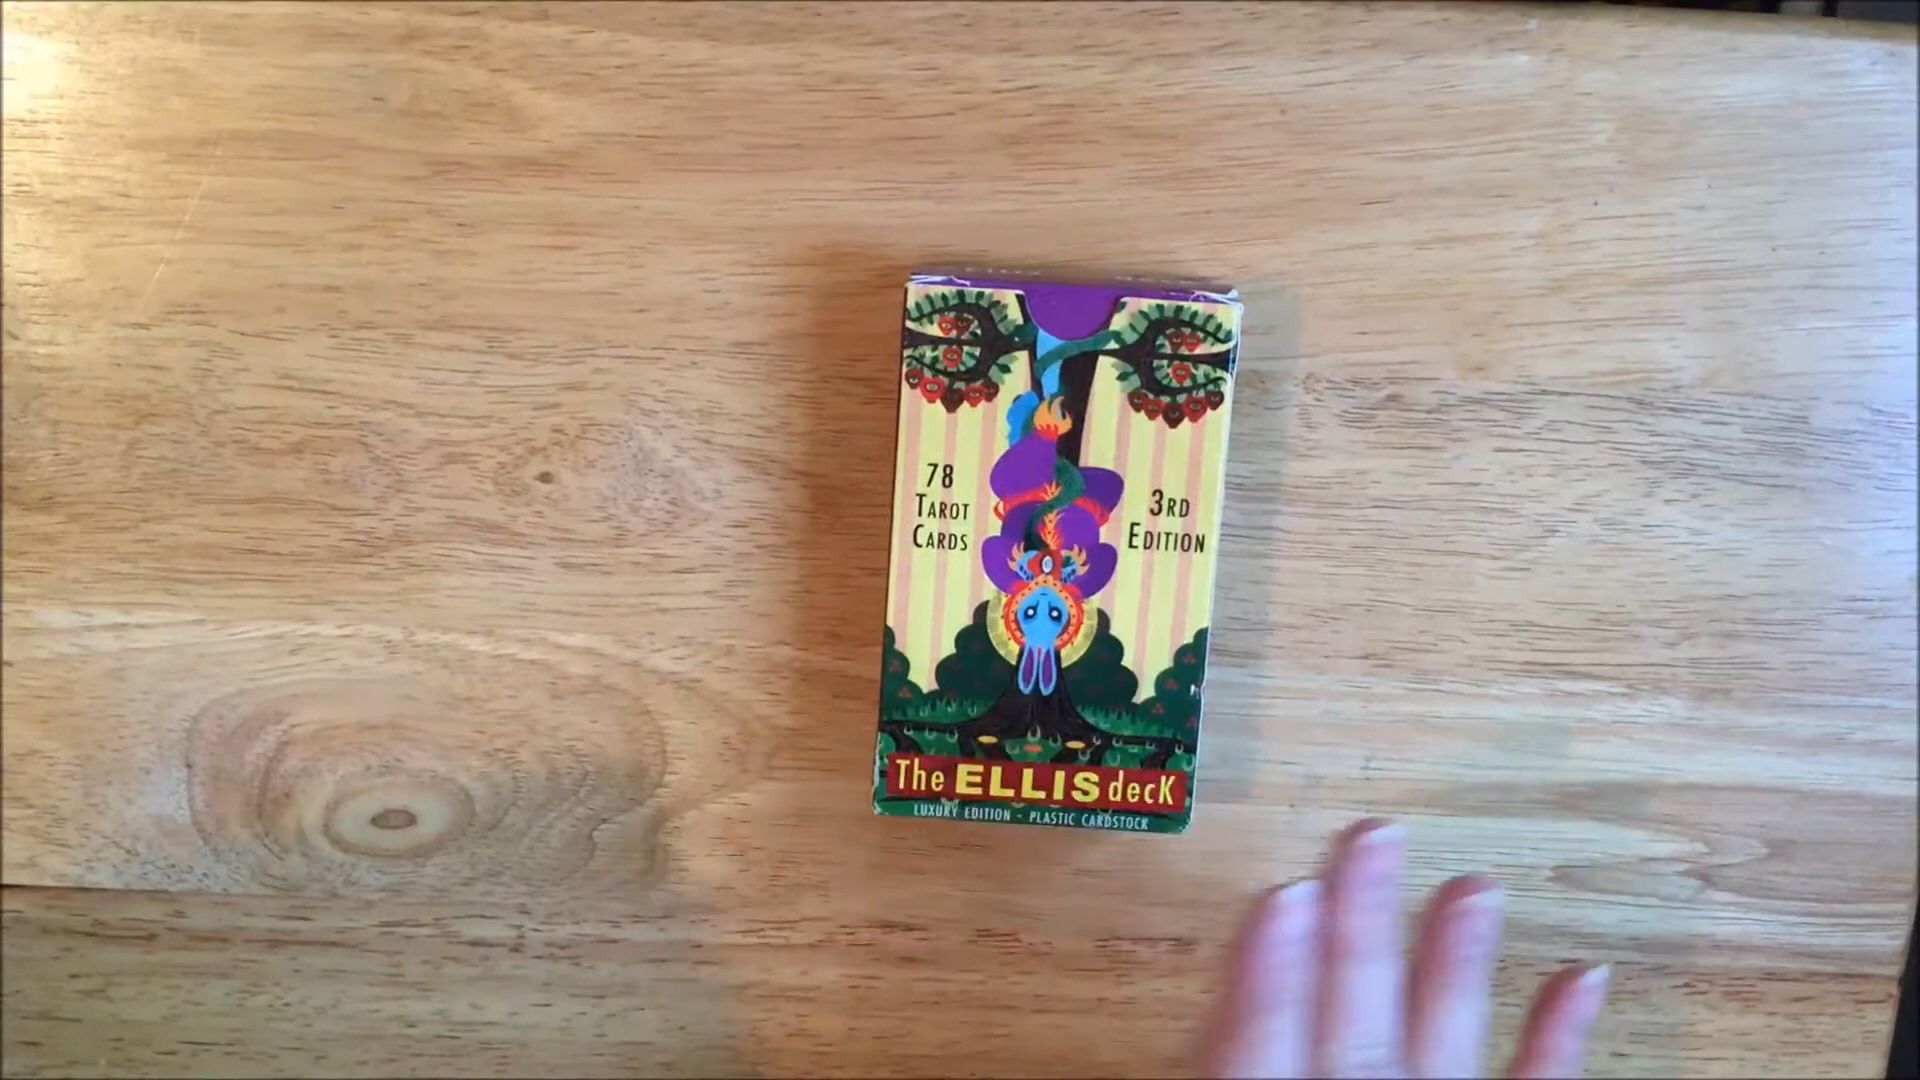 78
TAROT
CARDS
3RD
EDITION
The ELLIS decK
LUXURY EDITION - PLASTIC CARDSTOCK